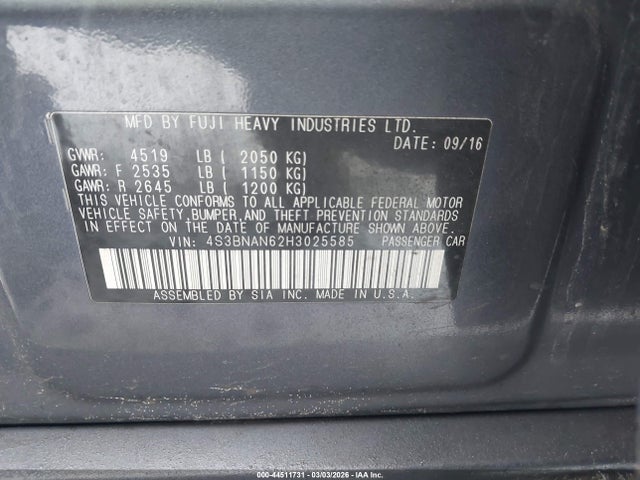 MFD BY FUJI HEAVY INDUSTRIES LTD.
DATE: 09/16
GVWR: 4519 LB ( 2050 KG)
GAWR: F 2535 LB ( 1150 KG)
GAWR: R 2645 LB ( 1200 KG)
THIS VEHICLE CONFORMS TO ALL APPLICABLE FEDERAL MOTOR
VEHICLE SAFETY,BUMPER,AND THEFT PREVENTION STANDARDS
IN EFFECT ON THE DATE OF MANUFACTURE SHOWN ABOVE.
VIN: 4S3BNAN62H3025585 PASSENGER CAR
ASSEMBLED BY SIA INC. MADE IN U.S.A.
000-44511731 - 03/03/2026 - COPYRIGHT IAA, LLC.